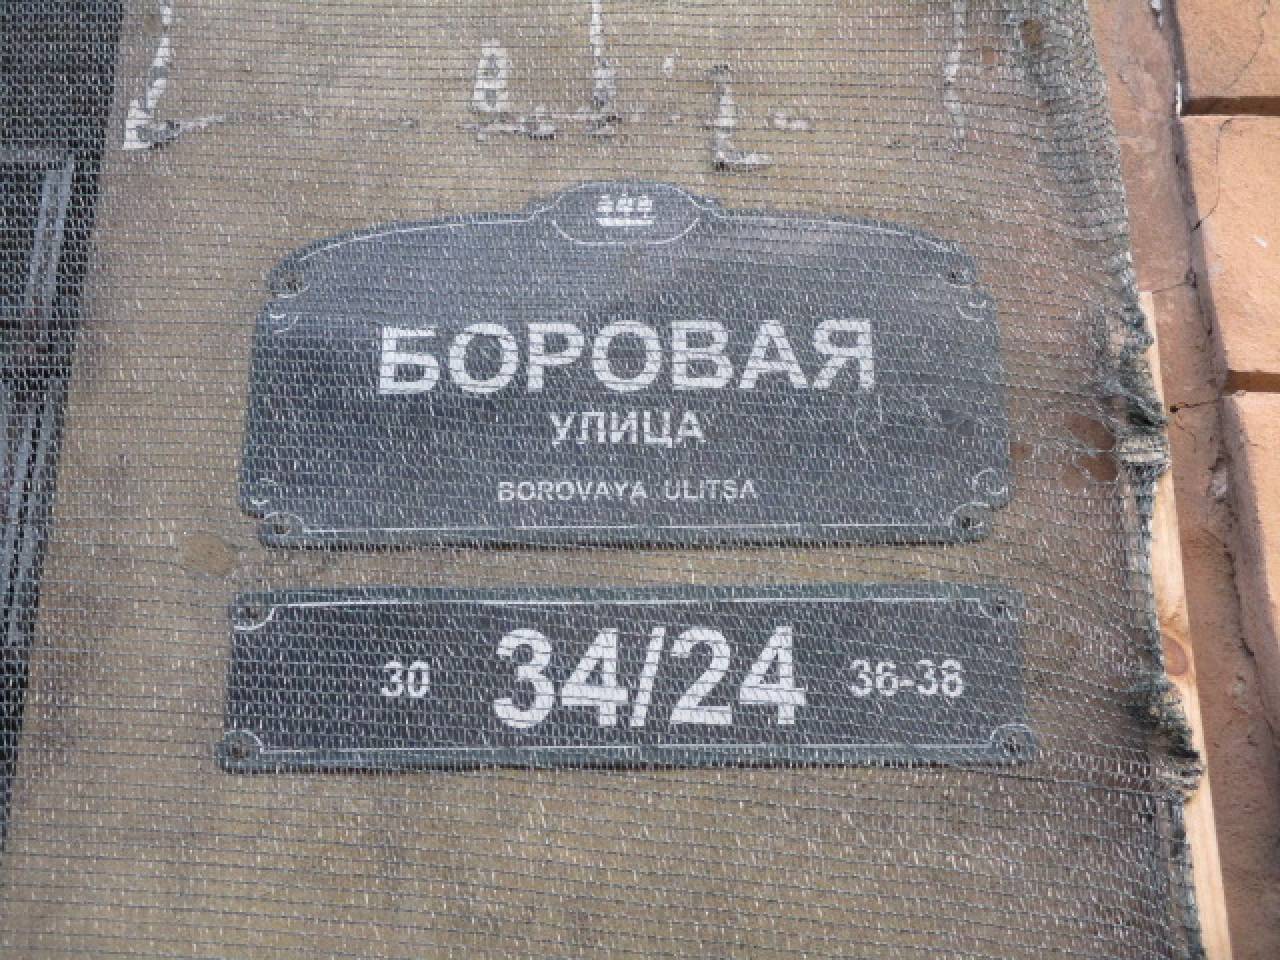 БОРОВАЯ
УЛИЦА
BOROVAYA ULITSA
30 34/24 36-38